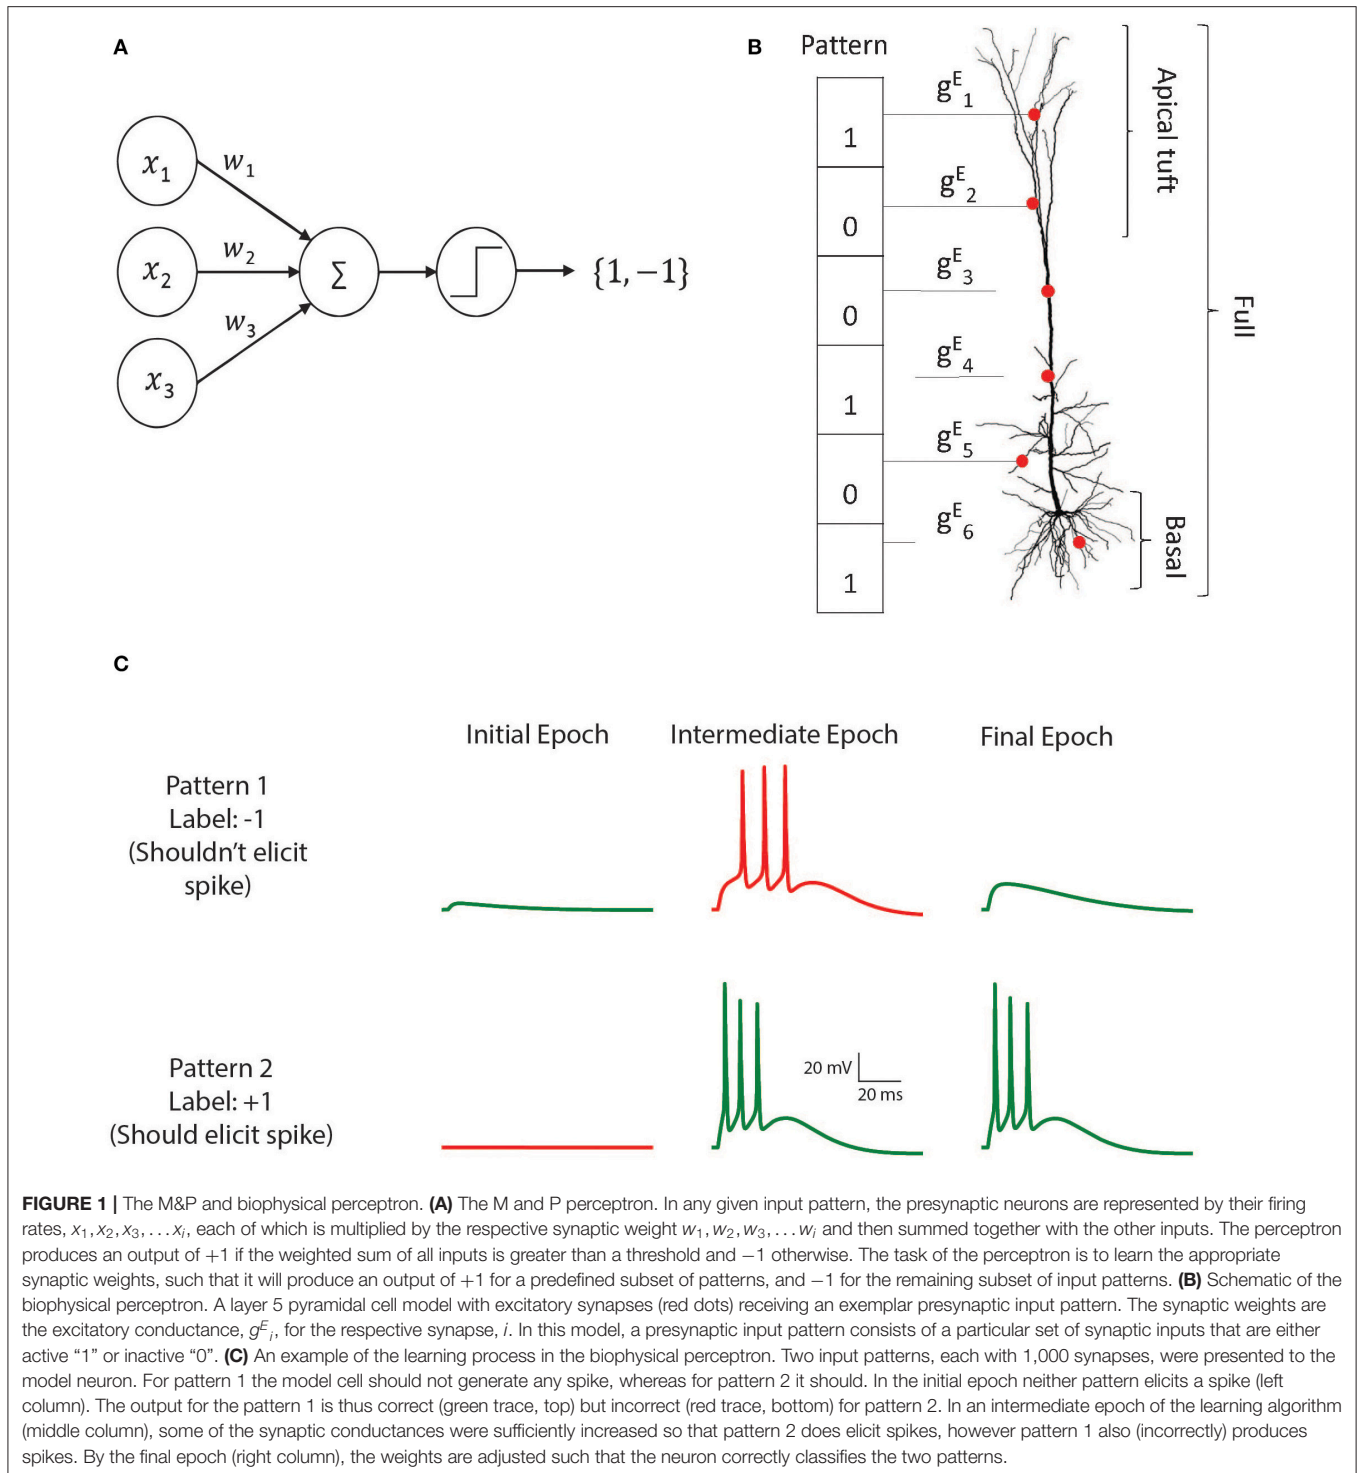 A
x₁
w₁
x₂
w₂
x₃
w₃
Σ
{1, −1}
B
Pattern
1
0
0
1
0
1
gᴱ₁
gᴱ₂
gᴱ₃
gᴱ₄
gᴱ₅
gᴱ₆
Apical tuft
Full
Basal
C
Initial Epoch
Intermediate Epoch
Final Epoch
Pattern 1
Label: -1
(Shouldn't elicit
spike)
Pattern 2
Label: +1
(Should elicit spike)
20 mV
20 ms
FIGURE 1 | The M&P and biophysical perceptron. (A) The M and P perceptron. In any given input pattern, the presynaptic neurons are represented by their firing
rates, x₁, x₂, x₃, . . . xᵢ, each of which is multiplied by the respective synaptic weight w₁, w₂, w₃, . . . wᵢ and then summed together with the other inputs. The perceptron
produces an output of +1 if the weighted sum of all inputs is greater than a threshold and −1 otherwise. The task of the perceptron is to learn the appropriate
synaptic weights, such that it will produce an output of +1 for a predefined subset of patterns, and −1 for the remaining subset of input patterns. (B) Schematic of the
biophysical perceptron. A layer 5 pyramidal cell model with excitatory synapses (red dots) receiving an exemplar presynaptic input pattern. The synaptic weights are
the excitatory conductance, gᴱᵢ, for the respective synapse, i. In this model, a presynaptic input pattern consists of a particular set of synaptic inputs that are either
active “1” or inactive “0”. (C) An example of the learning process in the biophysical perceptron. Two input patterns, each with 1,000 synapses, were presented to the
model neuron. For pattern 1 the model cell should not generate any spike, whereas for pattern 2 it should. In the initial epoch neither pattern elicits a spike (left
column). The output for the pattern 1 is thus correct (green trace, top) but incorrect (red trace, bottom) for pattern 2. In an intermediate epoch of the learning algorithm
(middle column), some of the synaptic conductances were sufficiently increased so that pattern 2 does elicit spikes, however pattern 1 also (incorrectly) produces
spikes. By the final epoch (right column), the weights are adjusted such that the neuron correctly classifies the two patterns.